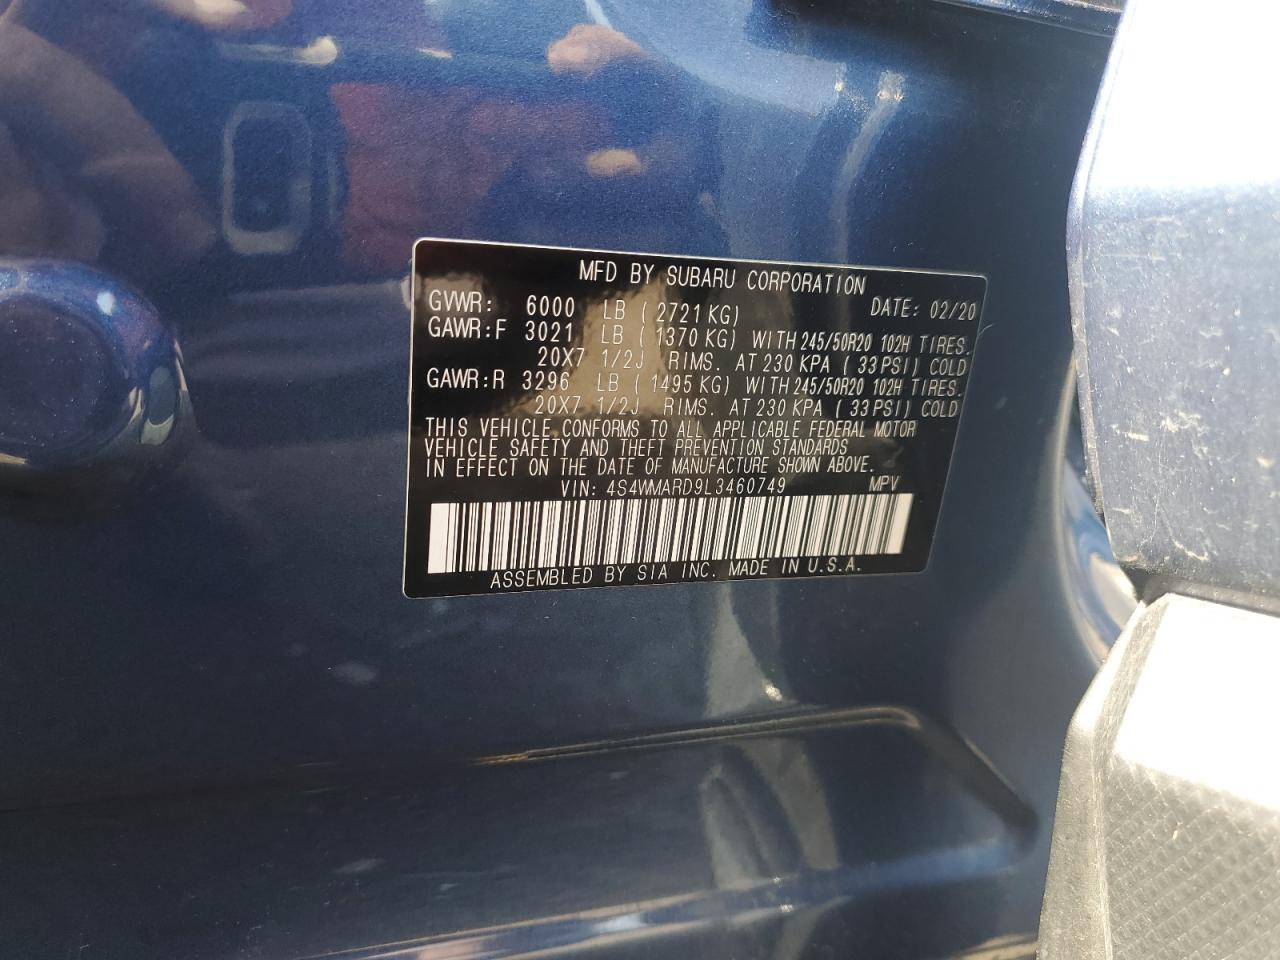 MFD BY SUBARU CORPORATION
GVWR: 6000 LB ( 2721 KG) DATE: 02/20
GAWR:F 3021 LB ( 1370 KG) WITH 245/50R20 102H TIRES.
20X7 1/2J RIMS. AT 230 KPA ( 33 PSI) COLD
GAWR:R 3296 LB ( 1495 KG) WITH 245/50R20 102H TIRES.
20X7 1/2J RIMS. AT 230 KPA ( 33 PSI) COLD
THIS VEHICLE CONFORMS TO ALL APPLICABLE FEDERAL MOTOR
VEHICLE SAFETY AND THEFT PREVENTION STANDARDS
IN EFFECT ON THE DATE OF MANUFACTURE SHOWN ABOVE.
VIN: 4S4WMARD9L3460749 MPV
ASSEMBLED BY SIA INC. MADE IN U.S.A.